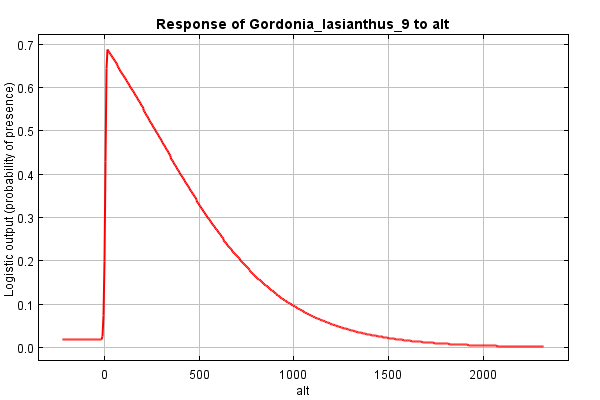 Response of Gordonia_lasianthus_9 to alt
Logistic output (probability of presence)
0.7
0.6
0.5
0.4
0.3
0.2
0.1
0.0
0 500 1000 1500 2000
alt